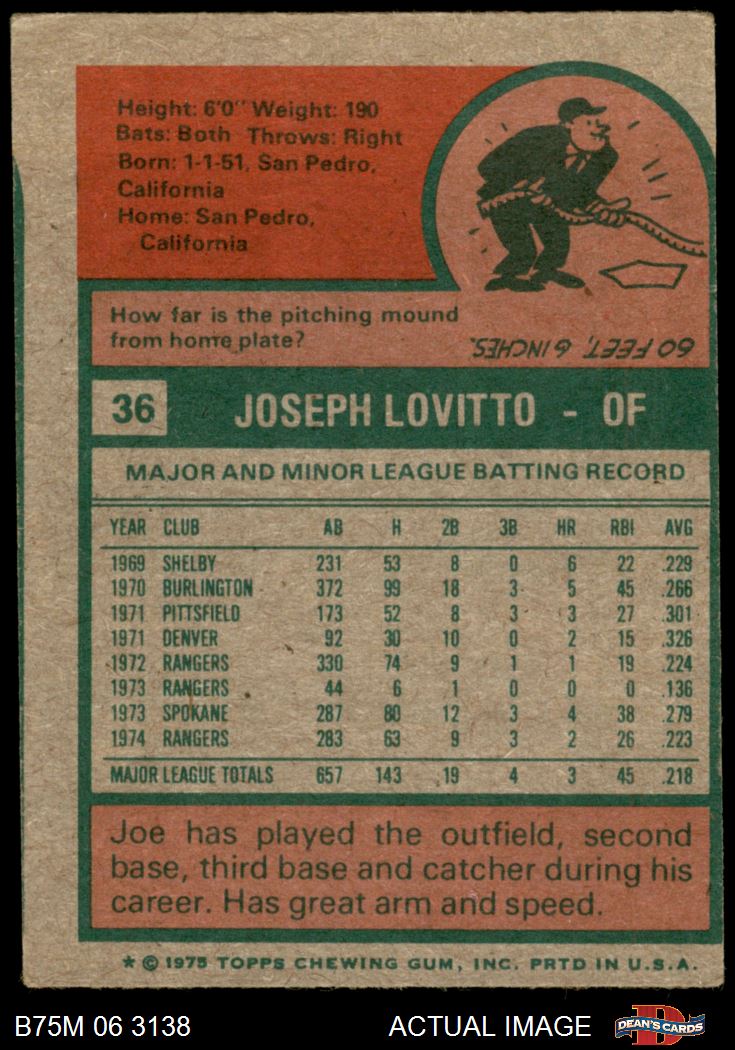 Height: 6'0" Weight: 190
Bats: Both Throws: Right
Born: 1-1-51, San Pedro,
California
Home: San Pedro,
California
How far is the pitching mound
from home plate?
60 FEET, 6 INCHES.
36 JOSEPH LOVITTO - OF
MAJOR AND MINOR LEAGUE BATTING RECORD
YEAR CLUB AB H 2B 3B HR RBI AVG
1969 SHELBY 231 53 8 0 6 22 .229
1970 BURLINGTON 372 99 18 3 5 45 .266
1971 PITTSFIELD 173 52 8 3 3 27 .301
1971 DENVER 92 30 10 0 2 15 .326
1972 RANGERS 330 74 9 1 1 19 .224
1973 RANGERS 44 6 1 0 0 0 .136
1973 SPOKANE 287 80 12 3 4 38 .279
1974 RANGERS 283 63 9 3 2 26 .223
MAJOR LEAGUE TOTALS 657 143 19 4 3 45 .218
Joe has played the outfield, second
base, third base and catcher during his
career. Has great arm and speed.
* © 1975 TOPPS CHEWING GUM, INC. PRTD IN U.S.A.
B75M 06 3138 ACTUAL IMAGE D DEAN'S CARDS